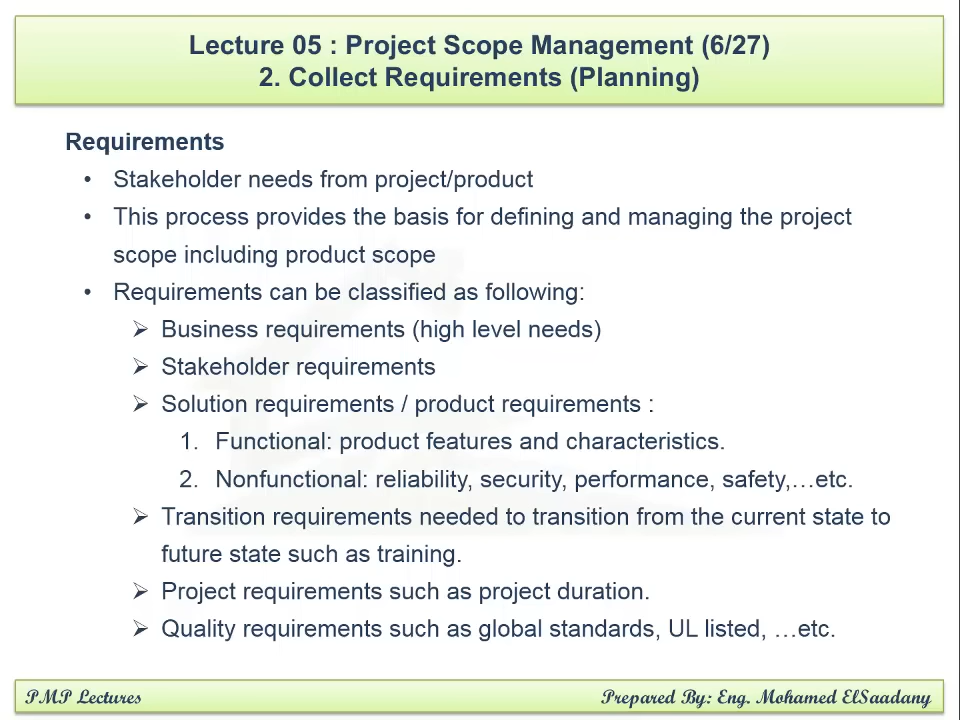 Lecture 05 : Project Scope Management (6/27)
2. Collect Requirements (Planning)
Requirements
• Stakeholder needs from project/product
• This process provides the basis for defining and managing the project
scope including product scope
• Requirements can be classified as following:
➢ Business requirements (high level needs)
➢ Stakeholder requirements
➢ Solution requirements / product requirements :
1. Functional: product features and characteristics.
2. Nonfunctional: reliability, security, performance, safety,…etc.
➢ Transition requirements needed to transition from the current state to
future state such as training.
➢ Project requirements such as project duration.
➢ Quality requirements such as global standards, UL listed, …etc.
PMP Lectures
Prepared By: Eng. Mohamed ElSaadany